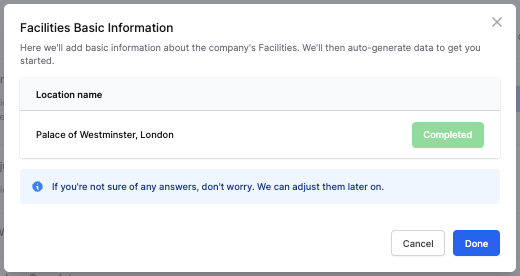 Facilities Basic Information
Here we'll add basic information about the company's Facilities. We'll then auto-generate data to get you
started.
Location name
Palace of Westminster, London
Completed
If you're not sure of any answers, don't worry. We can adjust them later on.
Cancel
Done